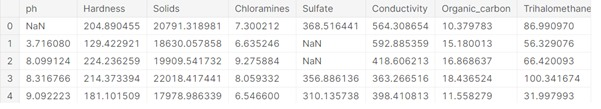 ph Hardness Solids Chloramines Sulfate Conductivity Organic_carbon Trihalomethane
0 NaN 204.890455 20791.318981 7.300212 368.516441 564.308654 10.379783 86.990970
1 3.716080 129.422921 18630.057858 6.635246 NaN 592.885359 15.180013 56.329076
2 8.099124 224.236259 19909.541732 9.275884 NaN 418.606213 16.868637 66.420093
3 8.316766 214.373394 22018.417441 8.059332 356.886136 363.266516 18.436524 100.341674
4 9.092223 181.101509 17978.986339 6.546600 310.135738 398.410813 11.558279 31.997993